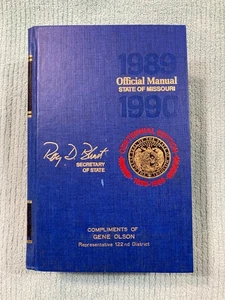 1989
Official Manual
STATE OF MISSOURI
1990
Roy D. Blunt
SECRETARY
OF STATE
COMPLIMENTS OF
GENE OLSON
Representative 122nd District